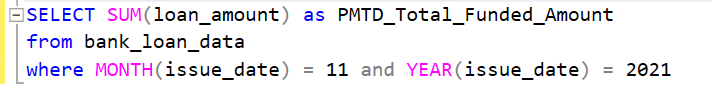 SELECT SUM(loan_amount) as PMTD_Total_Funded_Amount
from bank_loan_data
where MONTH(issue_date) = 11 and YEAR(issue_date) = 2021